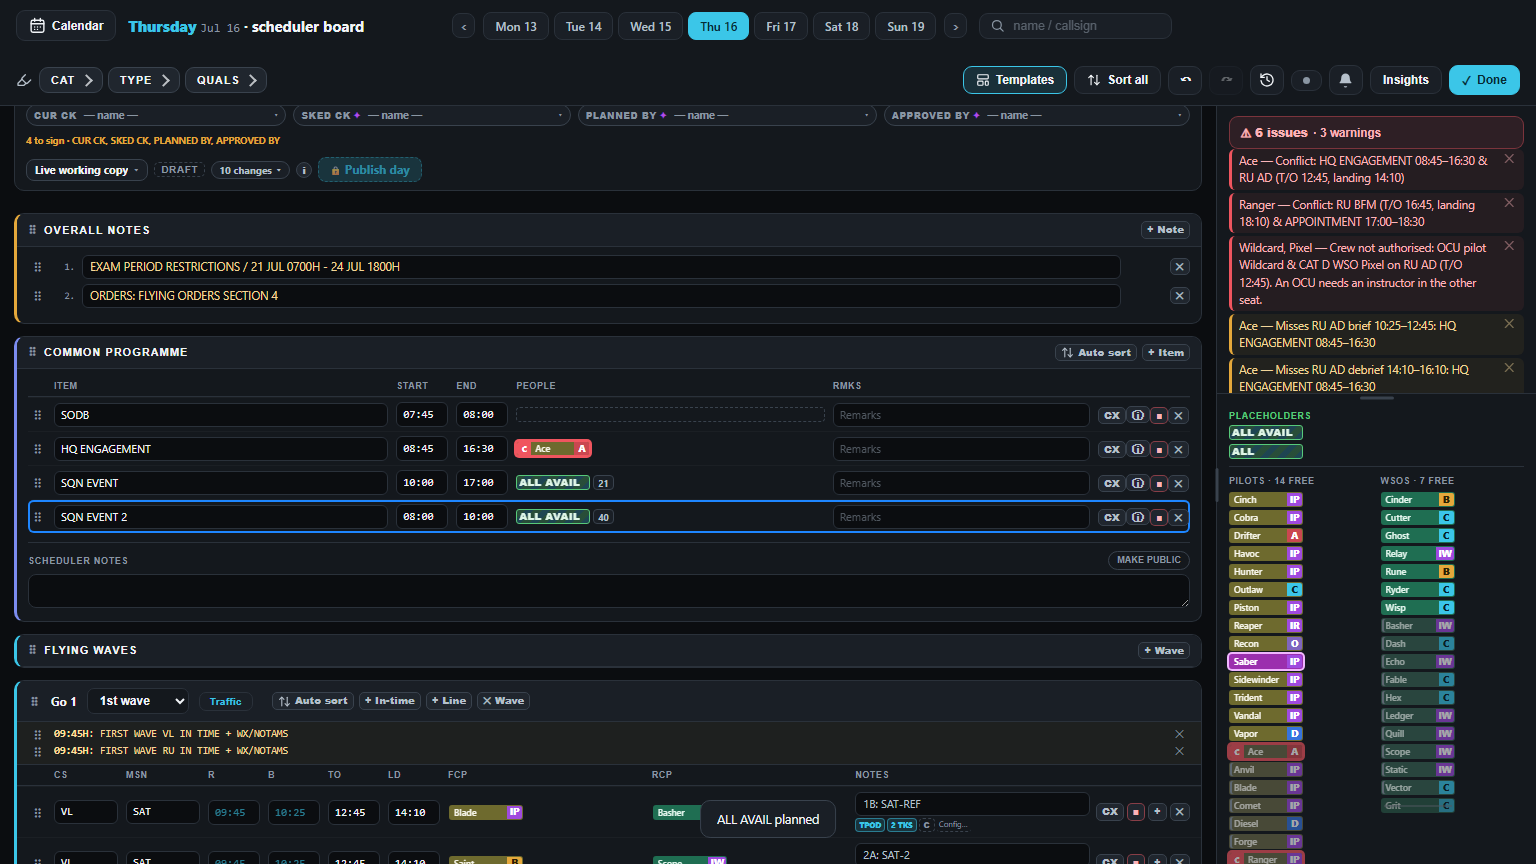 Calendar
Thursday Jul 16 · scheduler board
‹ Mon 13 Tue 14 Wed 15 Thu 16 Fri 17 Sat 18 Sun 19 ›
name / callsign
CAT TYPE QUALS
Templates Sort all Insights ✓ Done
CUR CK — name — SKED CK — name — PLANNED BY — name — APPROVED BY — name —
4 to sign · CUR CK, SKED CK, PLANNED BY, APPROVED BY
Live working copy DRAFT 10 changes i Publish day
OVERALL NOTES
+ Note
1. EXAM PERIOD RESTRICTIONS / 21 JUL 0700H - 24 JUL 1800H
2. ORDERS: FLYING ORDERS SECTION 4
COMMON PROGRAMME
Auto sort + Item
ITEM START END PEOPLE RMKS
SODB 07:45 08:00 Remarks CX
HQ ENGAGEMENT 08:45 16:30 C Ace A Remarks CX
SQN EVENT 10:00 17:00 ALL AVAIL 21 Remarks CX
SQN EVENT 2 08:00 10:00 ALL AVAIL 40 Remarks CX
SCHEDULER NOTES
MAKE PUBLIC
FLYING WAVES
+ Wave
Go 1 1st wave Traffic Auto sort + In-time + Line ✕ Wave
09:45H: FIRST WAVE VL IN TIME + WX/NOTAMS
09:45H: FIRST WAVE RU IN TIME + WX/NOTAMS
CS MSN R B TO LD FCP RCP NOTES
VL SAT 09:45 10:25 12:45 14:10 Blade IP Basher 1B: SAT-REF CX
TPOD 2 TKS C Config...
VL SAT 09:45 10:25 12:45 14:10 Saint B Scope IW 2A: SAT-2 CX
ALL AVAIL planned
⚠ 6 issues · 3 warnings
Ace — Conflict: HQ ENGAGEMENT 08:45–16:30 &
RU AD (T/O 12:45, landing 14:10)
Ranger — Conflict: RU BFM (T/O 16:45, landing
18:10) & APPOINTMENT 17:00–18:30
Wildcard, Pixel — Crew not authorised: OCU pilot
Wildcard & CAT D WSO Pixel on RU AD (T/O
12:45). An OCU needs an instructor in the other
seat.
Ace — Misses RU AD brief 10:25–12:45: HQ
ENGAGEMENT 08:45–16:30
Ace — Misses RU AD debrief 14:10–16:10: HQ
ENGAGEMENT 08:45–16:30
PLACEHOLDERS
ALL AVAIL
ALL
PILOTS · 14 FREE
Cinch IP
Cobra IP
Drifter A
Havoc IP
Hunter IP
Outlaw C
Piston IP
Reaper IR
Recon O
Saber IP
Sidewinder IP
Trident IP
Vandal IP
Vapor D
C Ace A
Anvil IP
Blade IP
Comet IP
Diesel D
Forge IP
C Ranger IP
WSOS · 7 FREE
Cinder B
Cutter C
Ghost C
Relay IW
Rune B
Ryder C
Wisp C
Basher IW
Dash C
Echo IW
Fable C
Hex C
Ledger IW
Quill IW
Scope IW
Static IW
Vector C
Grit C